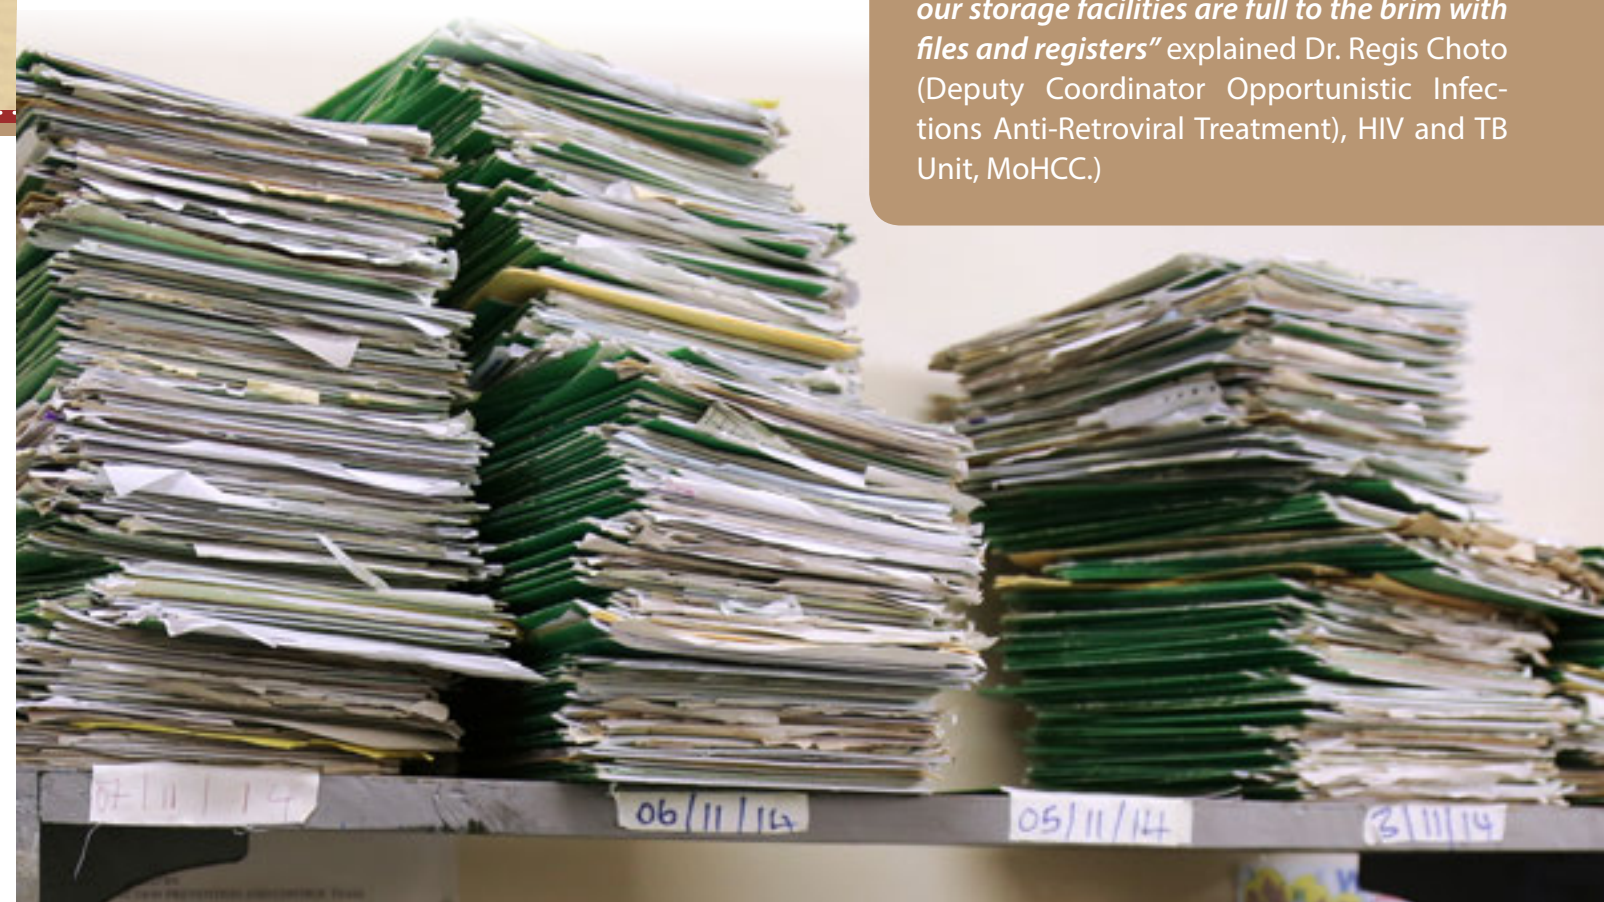 our storage facilities are full to the brim with
files and registers” explained Dr. Regis Choto
(Deputy Coordinator Opportunistic Infec-
tions Anti-Retroviral Treatment), HIV and TB
Unit, MoHCC.)
07/11/14
06/11/14
05/11/14
3/11/14